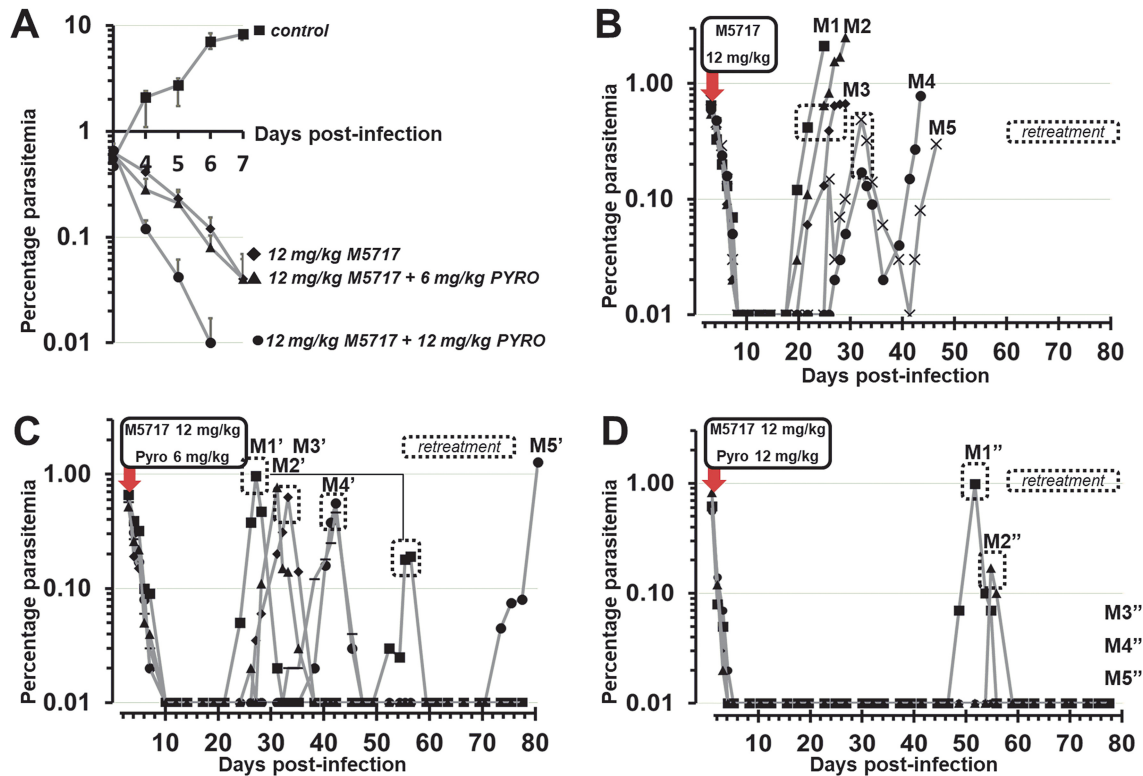 A
10
control
Percentage parasitemia
1
Days post-infection
4 5 6 7
0.1
12 mg/kg M5717
12 mg/kg M5717 + 6 mg/kg PYRO
0.01
12 mg/kg M5717 + 12 mg/kg PYRO
B
M5717
12 mg/kg
M1 M2
M3
M4
M5
retreatment
Percentage parasitemia
1.00
0.10
0.01
10 20 30 40 50 60 70 80
Days post-infection
C
M5717 12 mg/kg
Pyro 6 mg/kg
M1’ M3’
M2’
M4’
M5’
retreatment
Percentage parasitemia
1.00
0.10
0.01
10 20 30 40 50 60 70 80
Days post-infection
D
M5717 12 mg/kg
Pyro 12 mg/kg
M1”
M2”
retreatment
M3”
M4”
M5”
Percentage parasitemia
1.00
0.10
0.01
10 20 30 40 50 60 70 80
Days post-infection